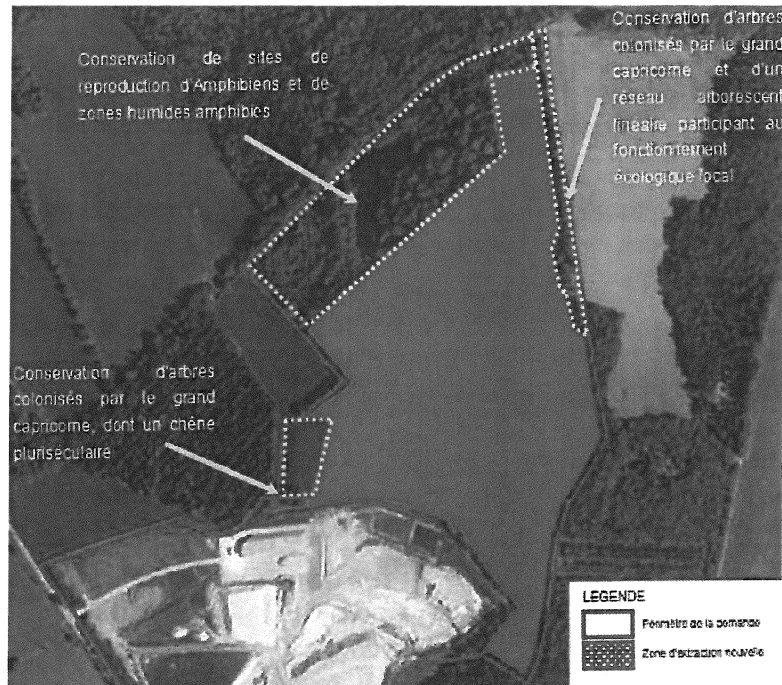 Conservation de sites de
reproduction d'Amphibiens et de
zones humides amphibies
Conservation d'arbres
colonisés par le grand
capricorne et d'un
réseau arborescent
linéaire participant au
fonctionnement
écologique local
Conservation d'arbres
colonisés par le grand
capricorne, dont un chêne
pluriséculaire
LEGENDE
Périmètre de la demande
Zone d'extraction nouvelle